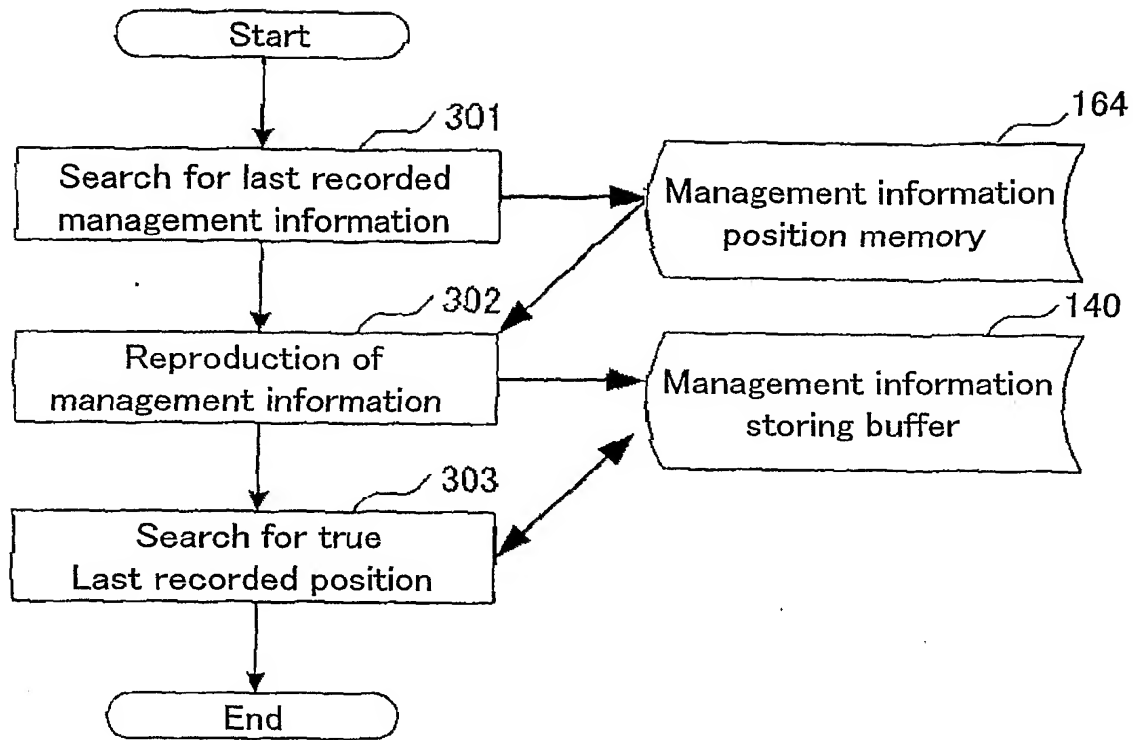 Start
301
Search for last recorded
management information
164
Management information
position memory
302
Reproduction of
management information
140
Management information
storing buffer
303
Search for true
Last recorded position
End